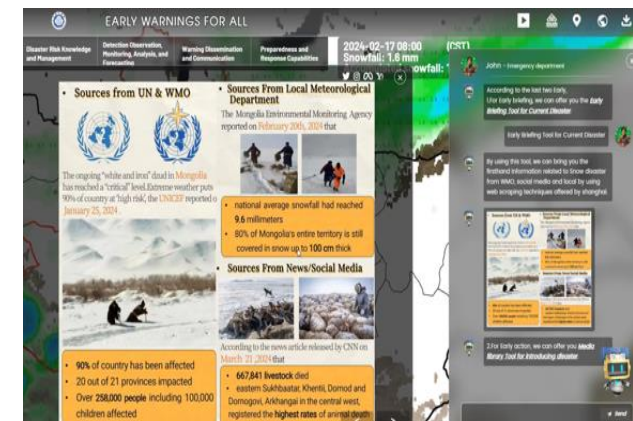 EARLY WARNINGS FOR ALL
Disaster Risk Knowledge
and Management
Detection Observation,
Monitoring, Analysis, and
Forecasting
Warning Dissemination
and Communication
Preparedness and
Response Capabilities
2024-02-17 08:00 (CST)
Snowfall: 1.6 mm
owfall:
• Sources from UN & WMO
The ongoing "white and iron" dzud in Mongolia
has reached a "critical" level.Extreme weather puts
90% of country at 'high risk', the UNICEF reported o
January 25, 2024 .
• 90% of country has been affected
• 20 out of 21 provinces impacted
• Over 258,000 people including 100,000
children affected
• Sources From Local Meteorological
Department
The Mongolia Environmental Monitoring Agency
reported on February 20th, 2024 that
• national average snowfall had reached
9.6 millimeters
• 80% of Mongolia's entire territory is still
covered in snow up to 100 cm thick
• Sources From News/Social Media
According to the news article released by CNN on
March 21 ,2024 that
• 667,841 livestock died
• eastern Sukhbaatar, Khentii, Dornod and
Dornogovi, Arkhangai in the central west,
registered the highest rates of animal death
John - Emergency department
According to the last two Early,
1.For Early briefing, we can offer you the Early
Briefing Tool for Current Disaster
Early Briefing Tool for Current Disaster
By using this tool, we can bring you the
firsthand information related to Snow disaster
from WMO, social media and local by using
web scraping techniques offered by
2.For Early action, we can offer you Media
library Tool for introducing disaster
Send